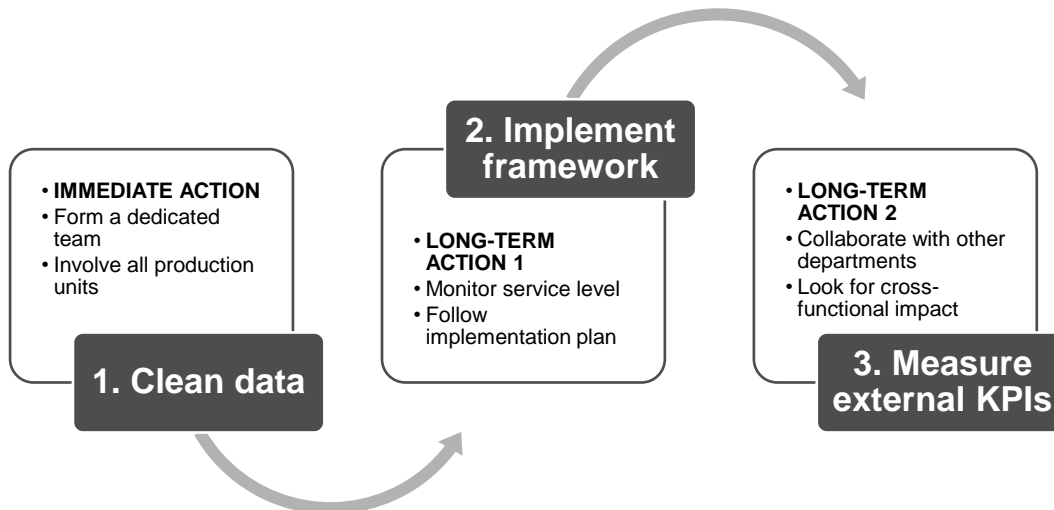 • IMMEDIATE ACTION
• Form a dedicated
team
• Involve all production
units
1. Clean data
2. Implement
framework
• LONG-TERM
ACTION 1
• Monitor service level
• Follow
implementation plan
• LONG-TERM
ACTION 2
• Collaborate with other
departments
• Look for cross-
functional impact
3. Measure
external KPIs